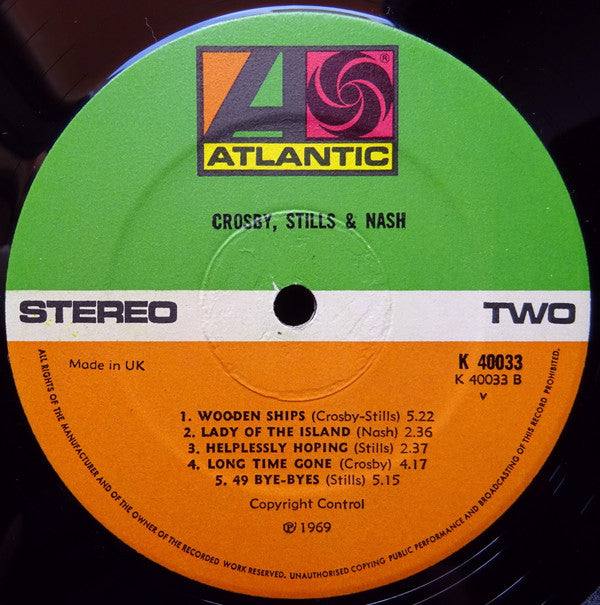 ®
ATLANTIC
CROSBY, STILLS & NASH
STEREO
TWO
Made in UK
K 40033
K 40033 B
v
1. WOODEN SHIPS (Crosby-Stills) 5.22
2. LADY OF THE ISLAND (Nash) 2.36
3. HELPLESSLY HOPING (Stills) 2.37
4. LONG TIME GONE (Crosby) 4.17
5. 49 BYE-BYES (Stills) 5.15
Copyright Control
℗ 1969
ALL RIGHTS OF THE MANUFACTURER AND OF THE OWNER OF THE RECORDED WORK RESERVED. UNAUTHORISED COPYING PUBLIC PERFORMANCE AND BROADCASTING OF THIS RECORD PROHIBITED.